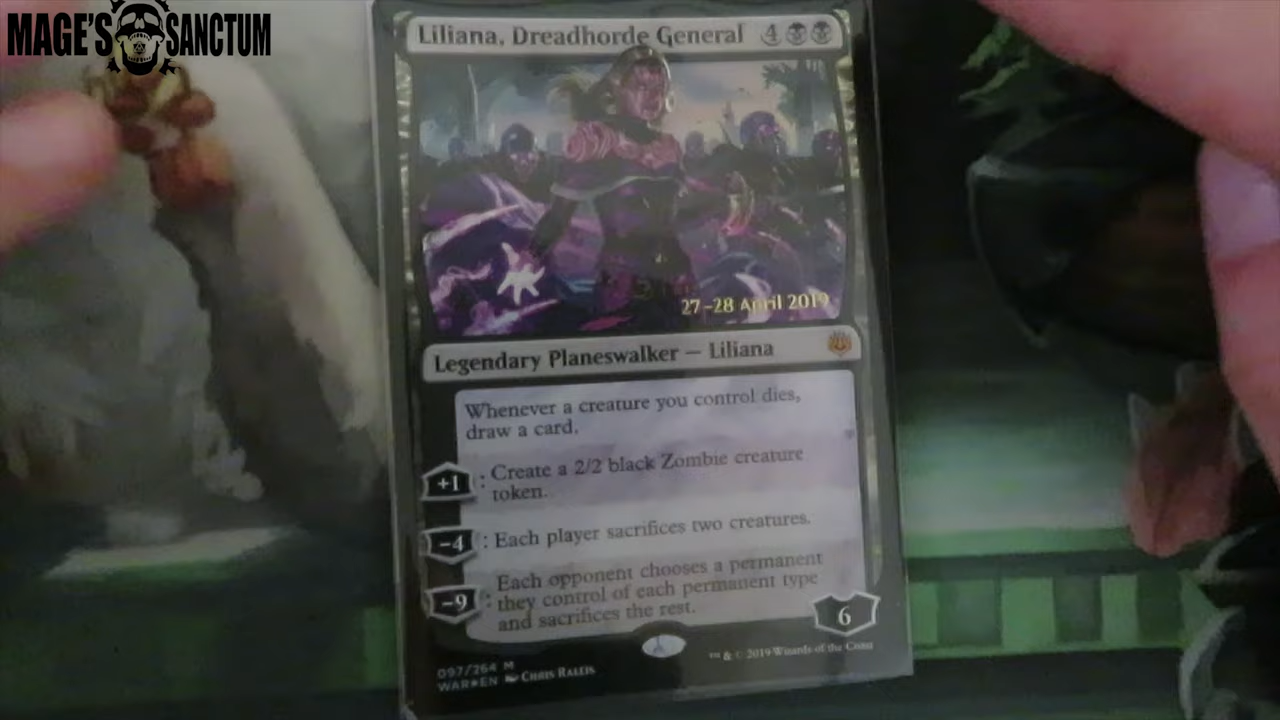 MAGE'S SANCTUM
Liliana, Dreadhorde General 4
27-28 April 2019
Legendary Planeswalker — Liliana
Whenever a creature you control dies,
draw a card.
+1 : Create a 2/2 black Zombie creature
token.
−4 : Each player sacrifices two creatures.
Each opponent chooses a permanent
−9 : they control of each permanent type
and sacrifices the rest.
6
097/264 M
WAR★EN Chris Rallis
™ & © 2019 Wizards of the Coast